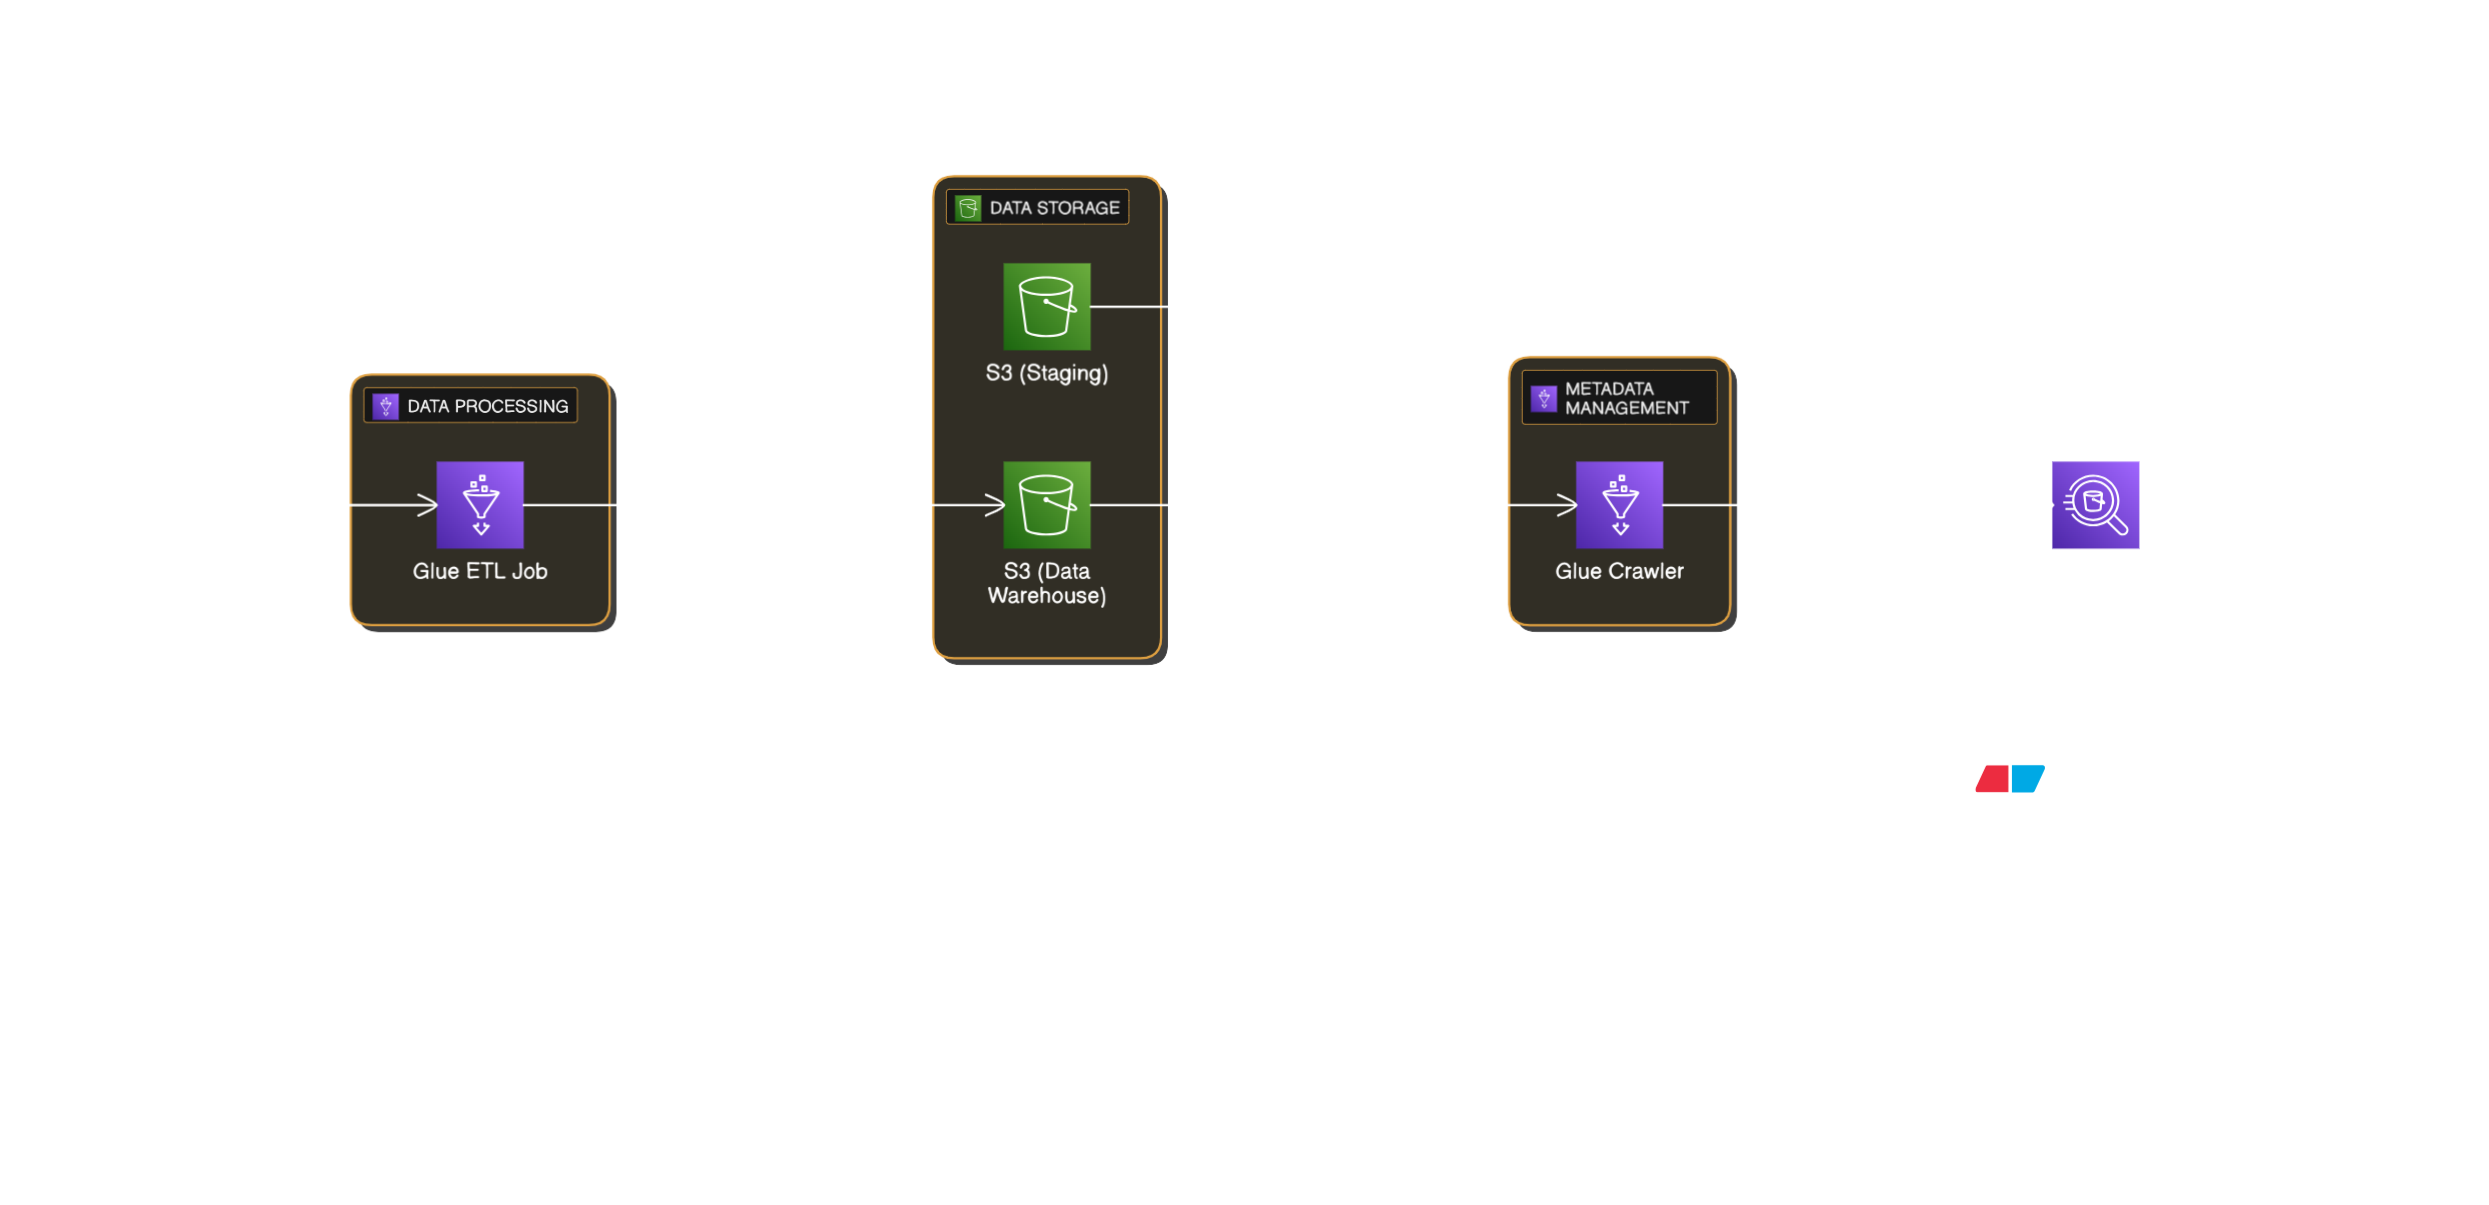 DATA STORAGE
S3 (Staging)
DATA PROCESSING
METADATA
MANAGEMENT
Glue ETL Job
S3 (Data
Warehouse)
Glue Crawler